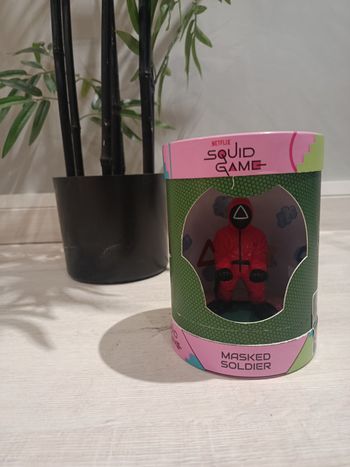 NETFLIX
SQUID
GAME
MASKED
SOLDIER